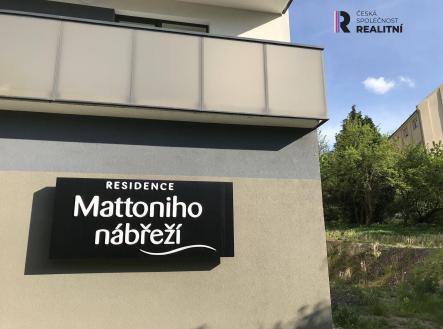 ČESKÁ
SPOLEČNOST
REALITNÍ
RESIDENCE
Mattoniho
nábřeží